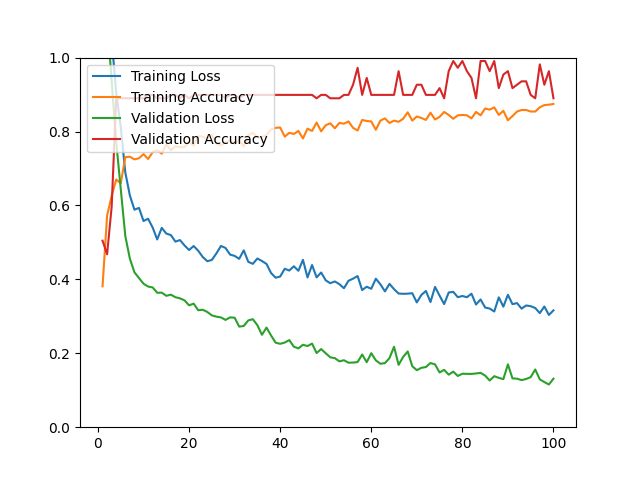 1.0
0.8
0.6
0.4
0.2
0.0
Training Loss
Training Accuracy
Validation Loss
Validation Accuracy
0 20 40 60 80 100